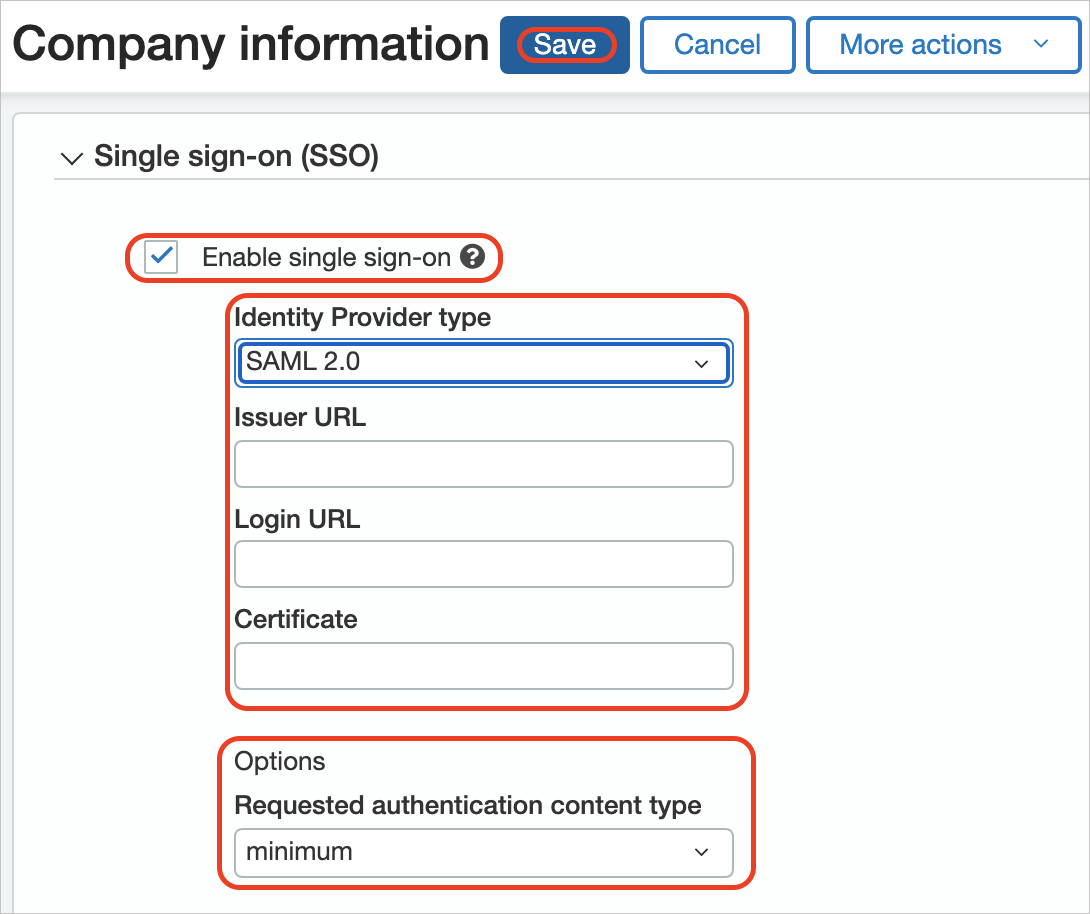 Company information Save Cancel More actions
Single sign-on (SSO)
Enable single sign-on ?
Identity Provider type
SAML 2.0
Issuer URL
Login URL
Certificate
Options
Requested authentication content type
minimum